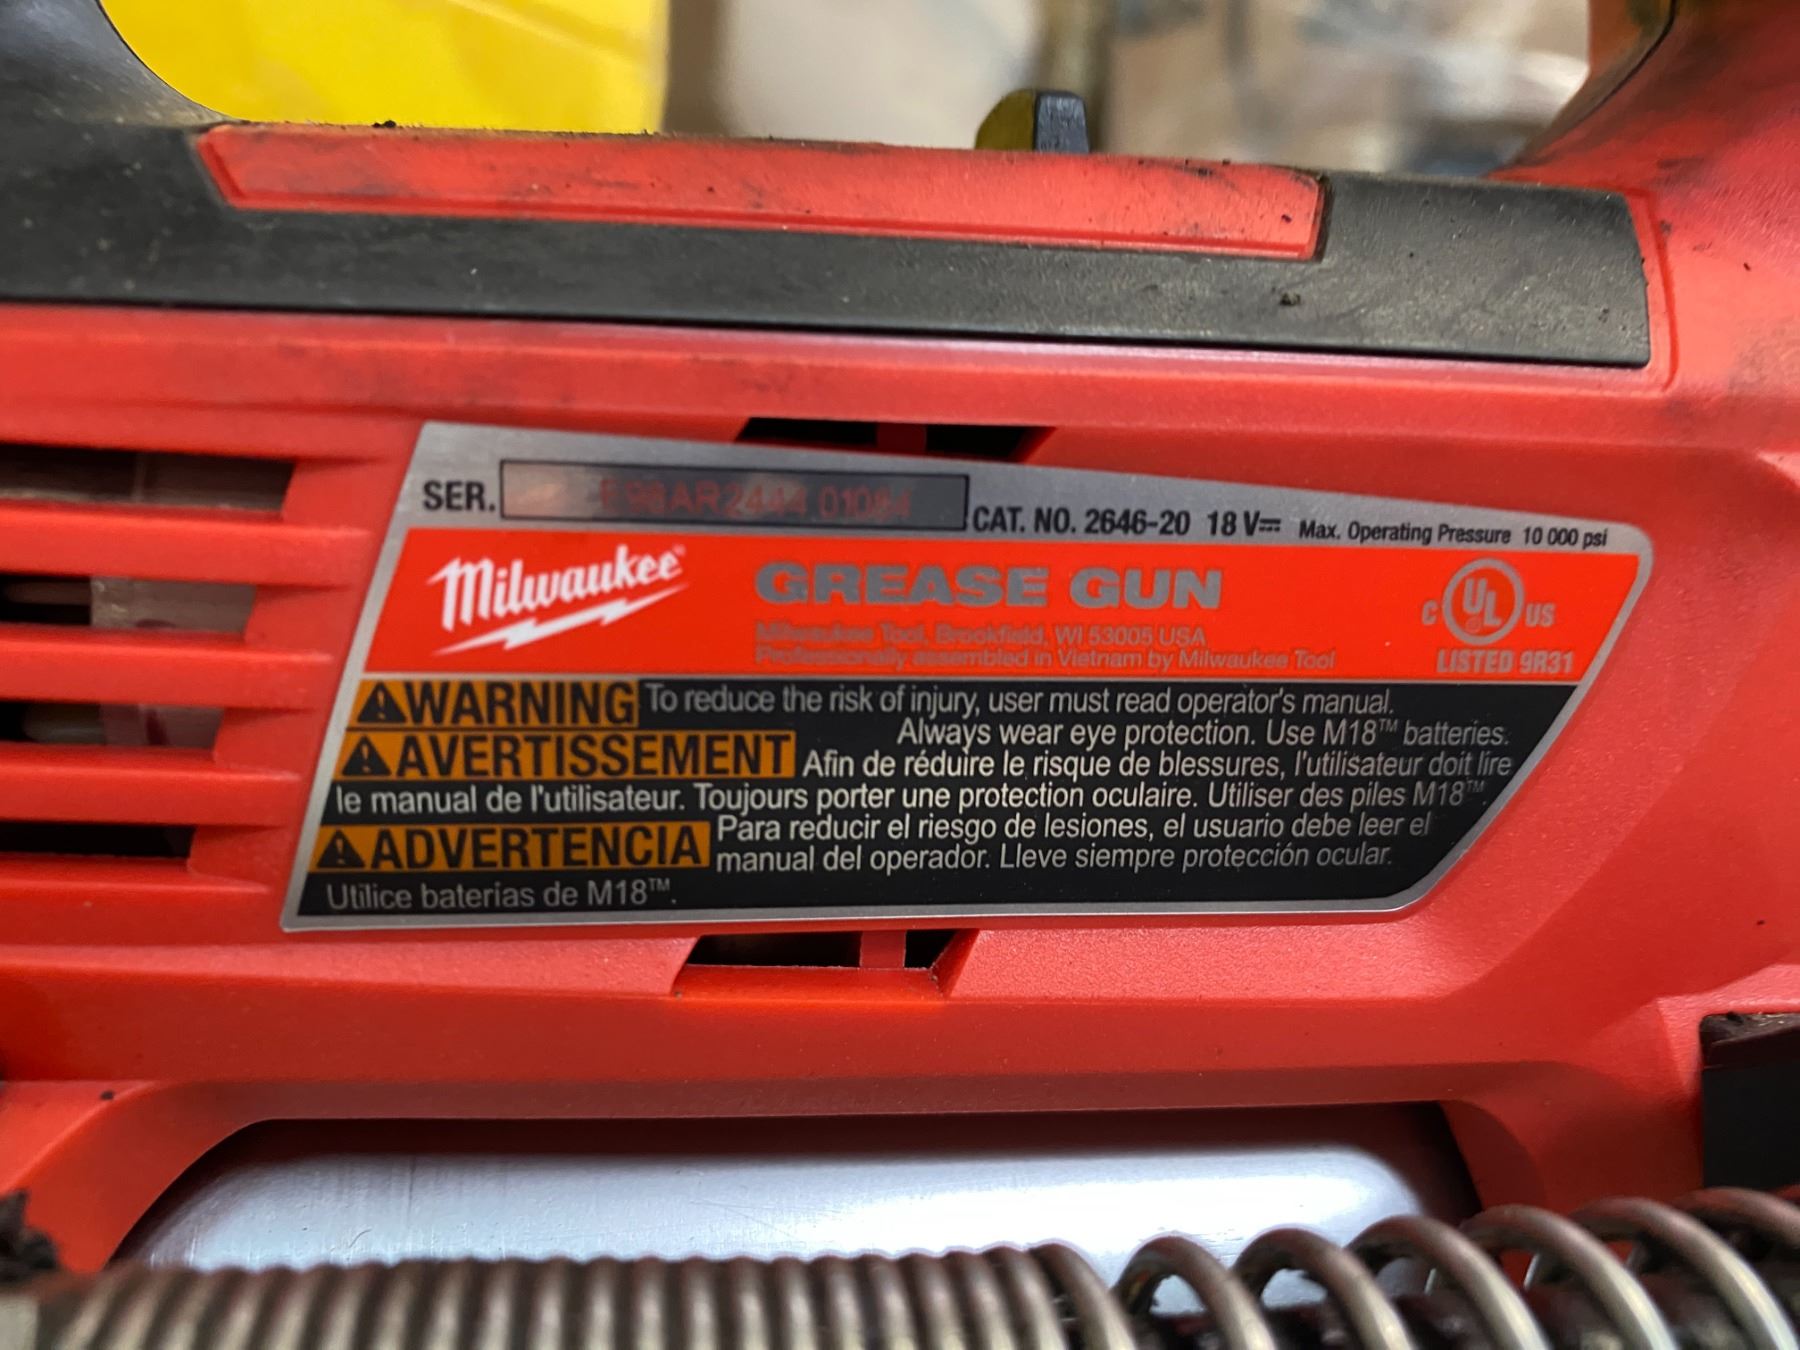 SER. CAT. NO. 2646-20 18 V⎓ Max. Operating Pressure 10 000 psi
Milwaukee®
GREASE GUN
Milwaukee Tool, Brookfield, WI 53005 USA
Professionally assembled in Vietnam by Milwaukee Tool
C UL® US
LISTED 9R31
⚠WARNING To reduce the risk of injury, user must read operator's manual.
Always wear eye protection. Use M18™ batteries.
⚠AVERTISSEMENT Afin de réduire le risque de blessures, l'utilisateur doit lire
le manual de l'utilisateur. Toujours porter une protection oculaire. Utiliser des piles M18™.
⚠ADVERTENCIA Para reducir el riesgo de lesiones, el usuario debe leer el
manual del operador. Lleve siempre protección ocular.
Utilice baterías de M18™.